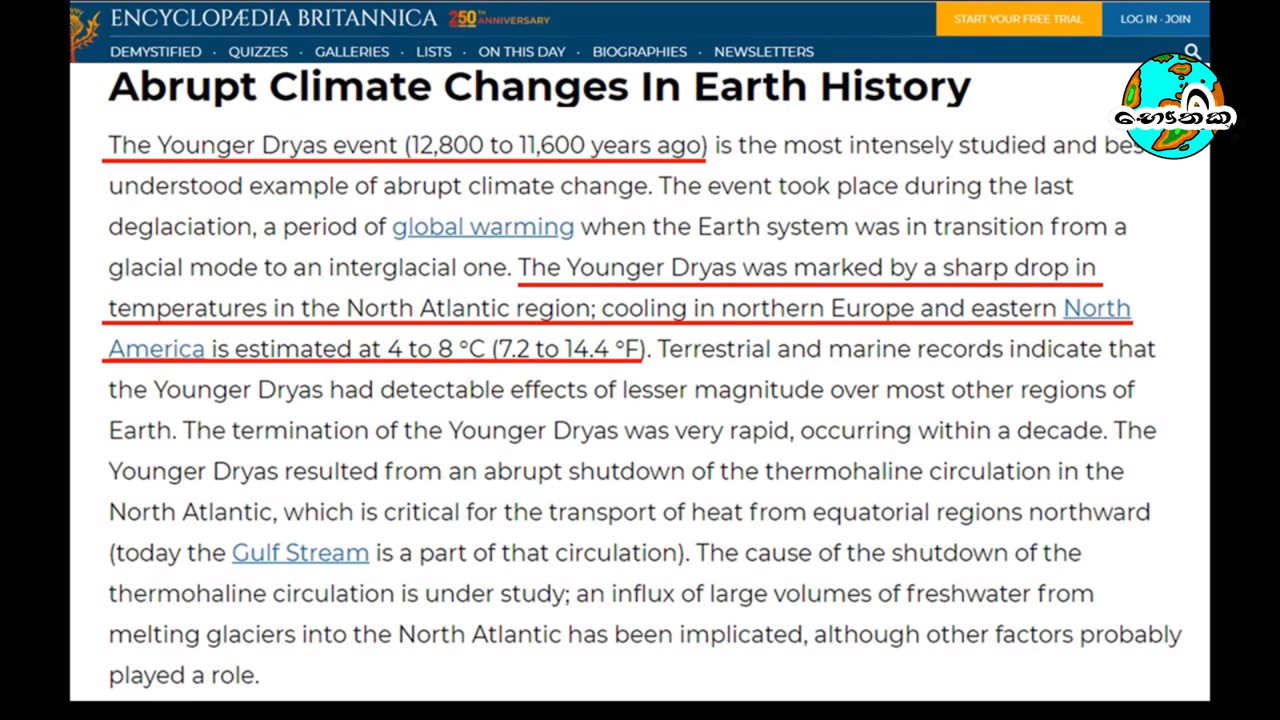 ENCYCLOPÆDIA BRITANNICA 250TH ANNIVERSARY START YOUR FREE TRIAL LOG IN · JOIN
DEMYSTIFIED · QUIZZES · GALLERIES · LISTS · ON THIS DAY · BIOGRAPHIES · NEWSLETTERS
Abrupt Climate Changes In Earth History
The Younger Dryas event (12,800 to 11,600 years ago) is the most intensely studied and bes
understood example of abrupt climate change. The event took place during the last
deglaciation, a period of global warming when the Earth system was in transition from a
glacial mode to an interglacial one. The Younger Dryas was marked by a sharp drop in
temperatures in the North Atlantic region; cooling in northern Europe and eastern North
America is estimated at 4 to 8 °C (7.2 to 14.4 °F). Terrestrial and marine records indicate that
the Younger Dryas had detectable effects of lesser magnitude over most other regions of
Earth. The termination of the Younger Dryas was very rapid, occurring within a decade. The
Younger Dryas resulted from an abrupt shutdown of the thermohaline circulation in the
North Atlantic, which is critical for the transport of heat from equatorial regions northward
(today the Gulf Stream is a part of that circulation). The cause of the shutdown of the
thermohaline circulation is under study; an influx of large volumes of freshwater from
melting glaciers into the North Atlantic has been implicated, although other factors probably
played a role.